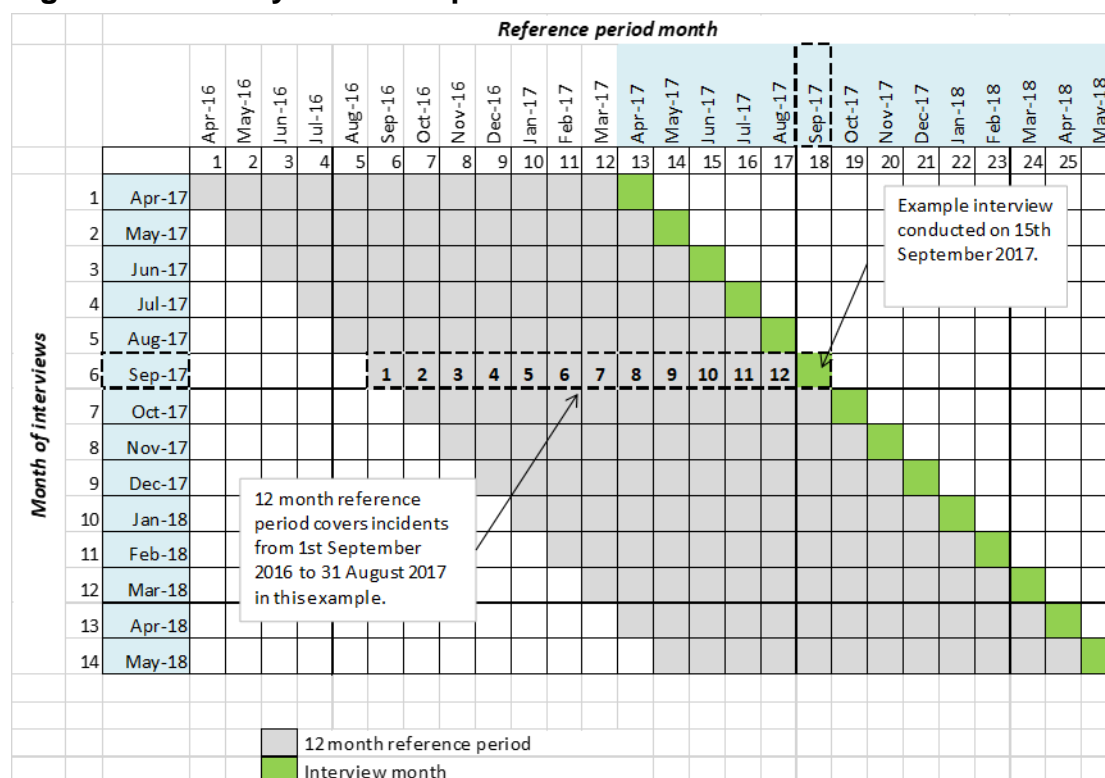 Reference period month
Apr-16 May-16 Jun-16 Jul-16 Aug-16 Sep-16 Oct-16 Nov-16 Dec-16 Jan-17 Feb-17 Mar-17 Apr-17 May-17 Jun-17 Jul-17 Aug-17 Sep-17 Oct-17 Nov-17 Dec-17 Jan-18 Feb-18 Mar-18 Apr-18 May-18
1 2 3 4 5 6 7 8 9 10 11 12 13 14 15 16 17 18 19 20 21 22 23 24 25
Month of interviews
1 Apr-17
2 May-17
3 Jun-17
4 Jul-17
5 Aug-17
6 Sep-17 1 2 3 4 5 6 7 8 9 10 11 12
7 Oct-17
8 Nov-17
9 Dec-17
10 Jan-18
11 Feb-18
12 Mar-18
13 Apr-18
14 May-18
Example interview
conducted on 15th
September 2017.
12 month reference
period covers incidents
from 1st September
2016 to 31 August 2017
in this example.
12 month reference period
Interview month